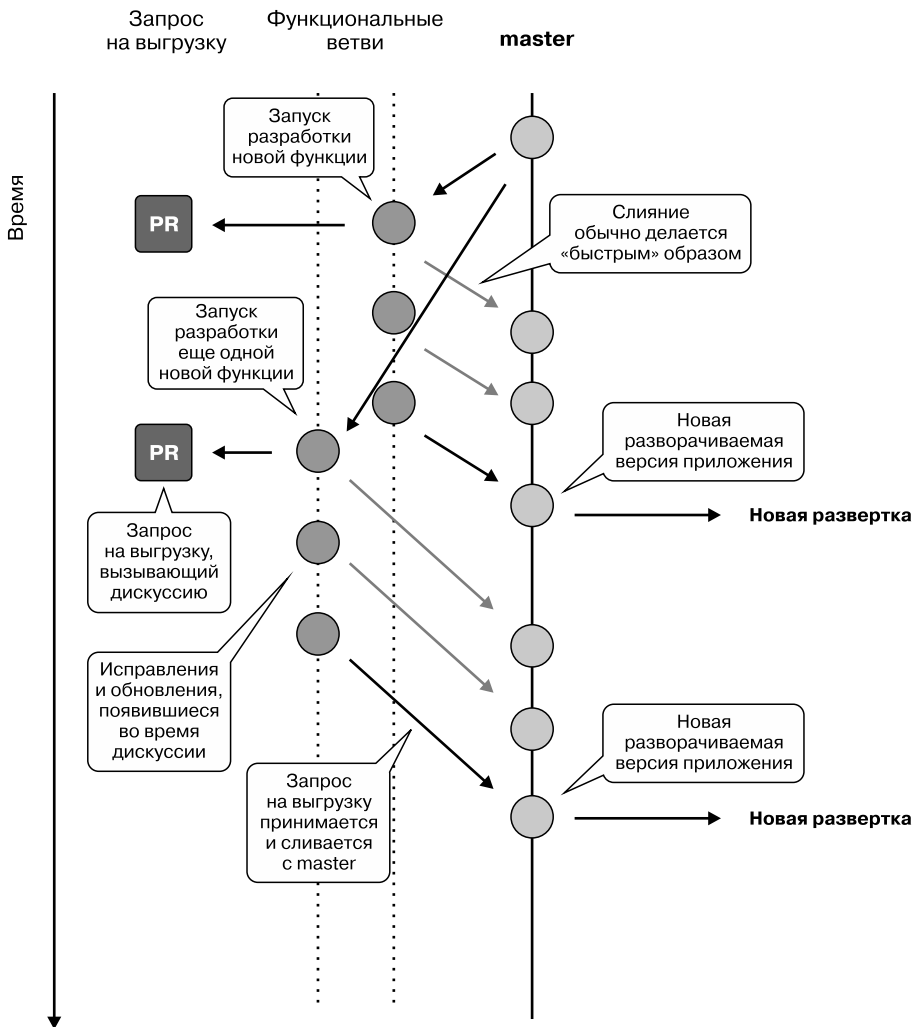 Запрос
на выгрузку
Функциональные
ветви
master
Время
Запуск
разработки
новой функции
PR
Слияние
обычно делается
«быстрым» образом
Запуск
разработки
еще одной
новой функции
PR
Новая
разворачиваемая
версия приложения
Новая развертка
Запрос
на выгрузку,
вызывающий
дискуссию
Исправления
и обновления,
появившиеся
во время
дискуссии
Новая
разворачиваемая
версия приложения
Запрос
на выгрузку
принимается
и сливается
с master
Новая развертка